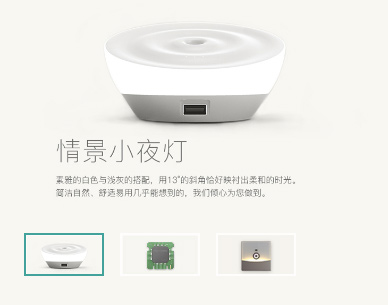 情景小夜灯
素雅的白色与浅灰的搭配，用13°的斜角恰好映衬出柔和的时光。
简洁自然、舒适易用几乎能想到的，我们倾心为您做到。